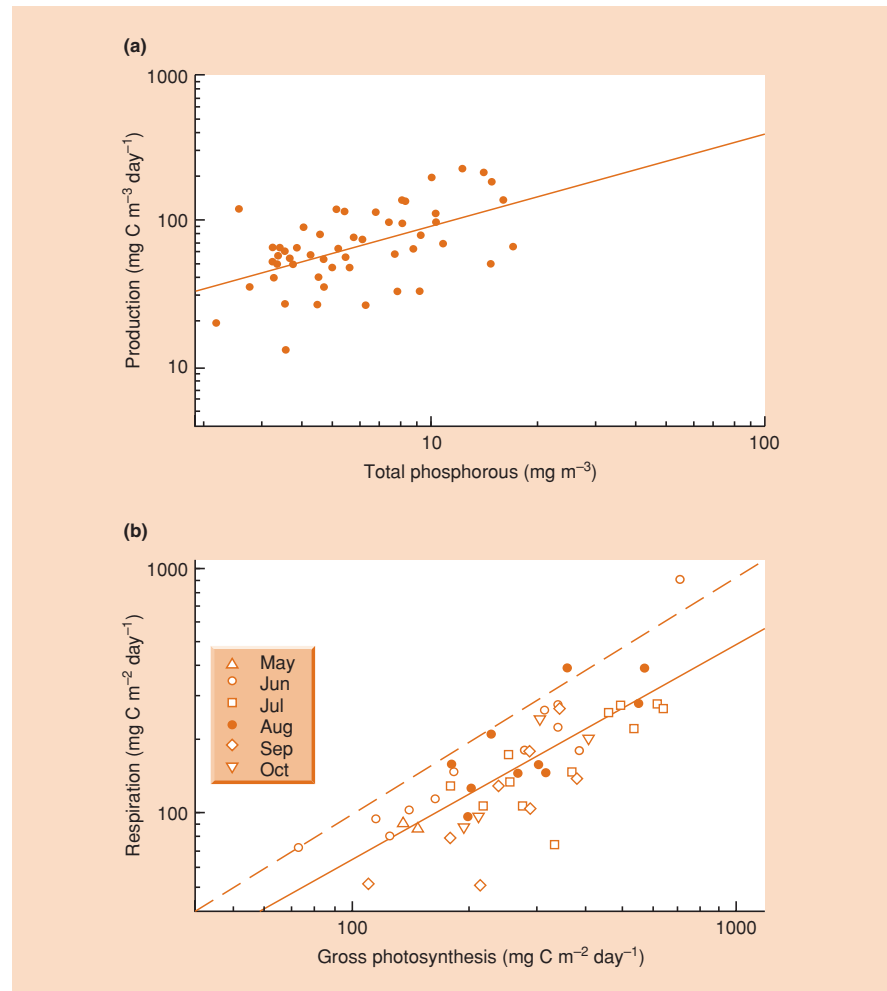 (a)
Production (mg C m⁻³ day⁻¹)
1000
100
10
10
100
Total phosphorous (mg m⁻³)
(b)
Respiration (mg C m⁻² day⁻¹)
1000
100
May
Jun
Jul
Aug
Sep
Oct
100
1000
Gross photosynthesis (mg C m⁻² day⁻¹)